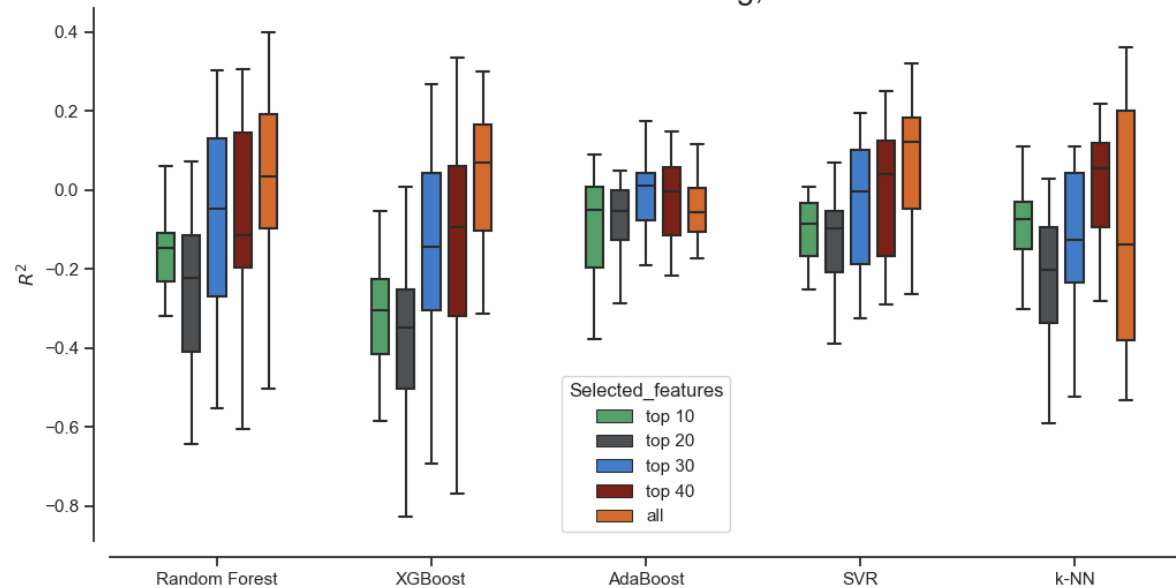 0.4
0.2
0.0
−0.2
−0.4
−0.6
−0.8
R²
Selected_features
top 10
top 20
top 30
top 40
all
Random Forest
XGBoost
AdaBoost
SVR
k-NN